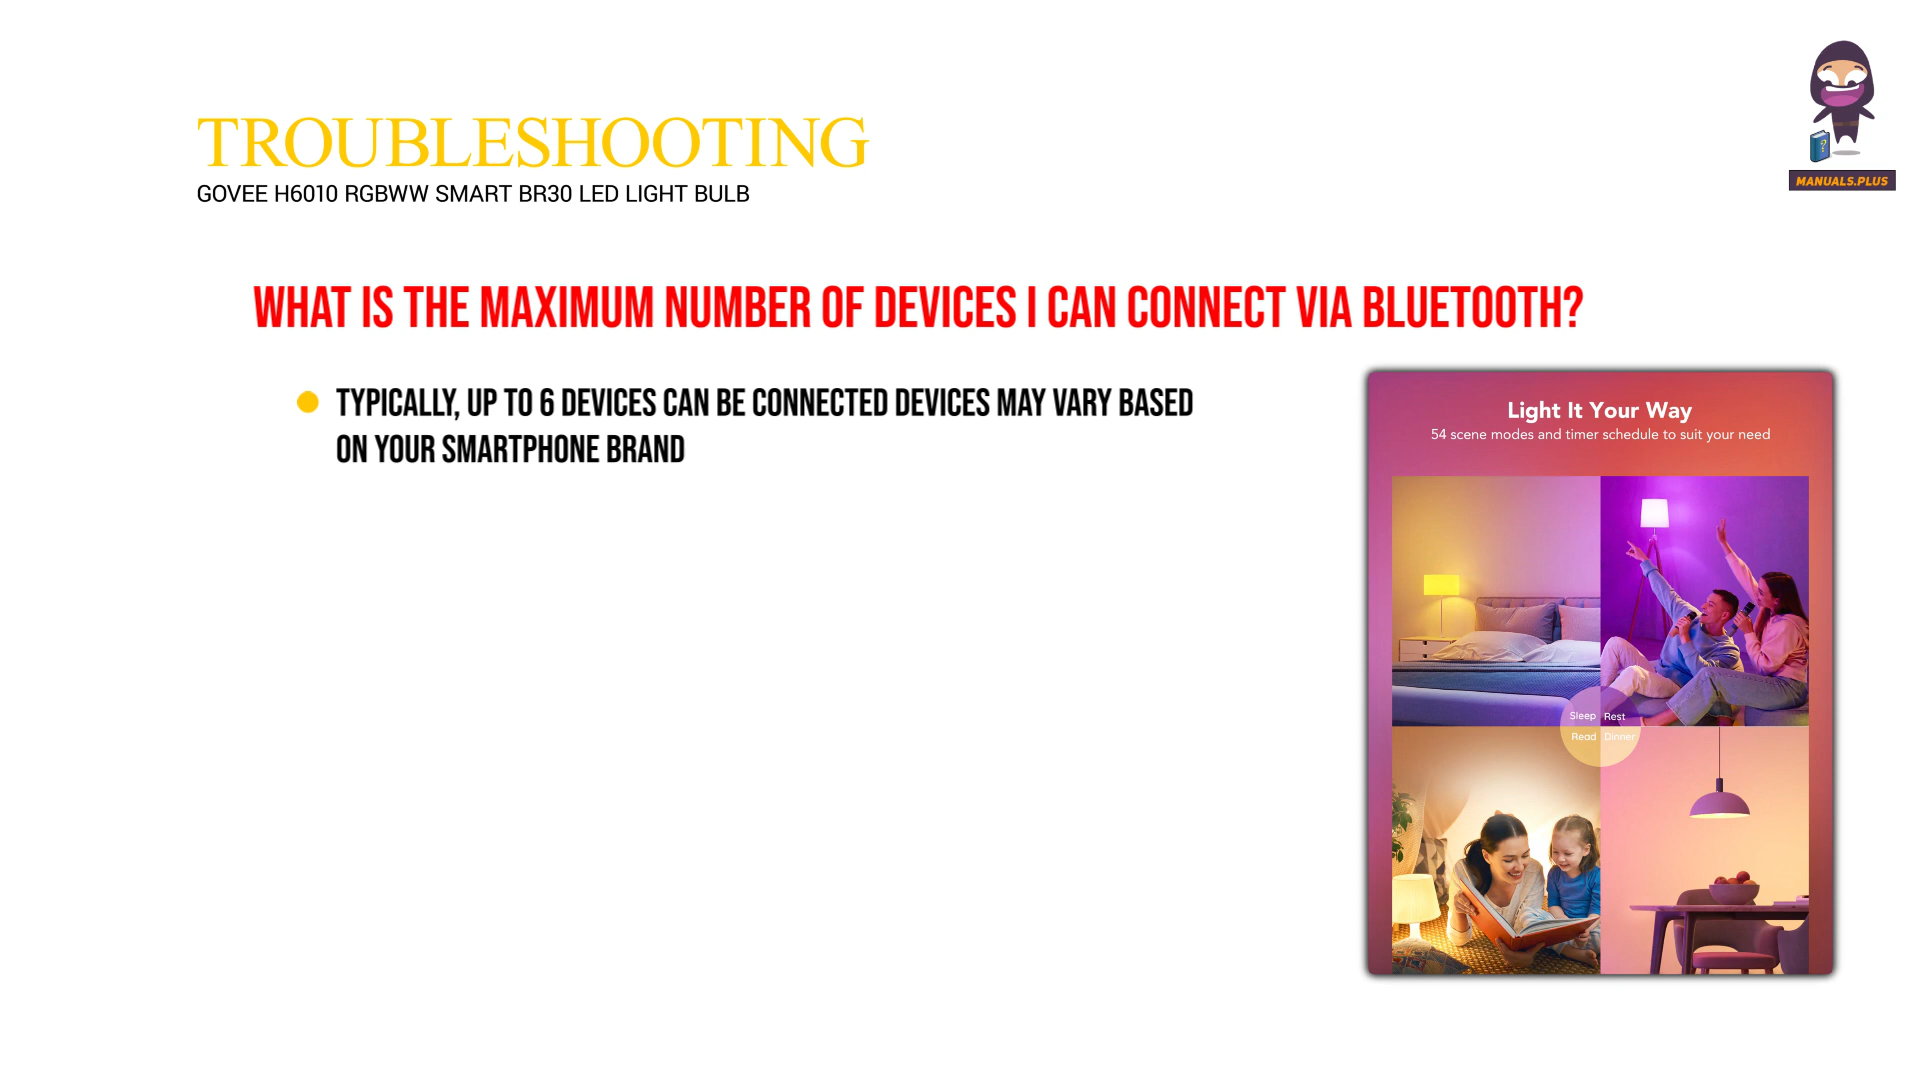 TROUBLESHOOTING
GOVEE H6010 RGBWW SMART BR30 LED LIGHT BULB
MANUALS.PLUS
WHAT IS THE MAXIMUM NUMBER OF DEVICES I CAN CONNECT VIA BLUETOOTH?
TYPICALLY, UP TO 6 DEVICES CAN BE CONNECTED DEVICES MAY VARY BASED
ON YOUR SMARTPHONE BRAND
Light It Your Way
54 scene modes and timer schedule to suit your need
Sleep Rest
Read Dinner